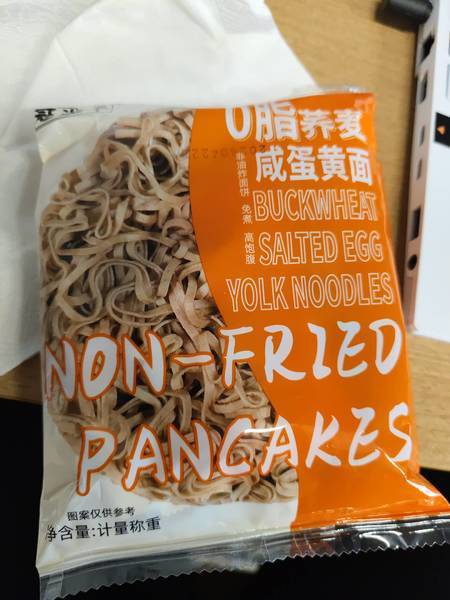 0脂荞麦
咸蛋黄面
非油炸面饼 免煮 高饱腹
BUCKWHEAT
SALTED EGG
YOLK NOODLES
NON-FRIED
PANCAKES
图案仅供参考
净含量:计量称重